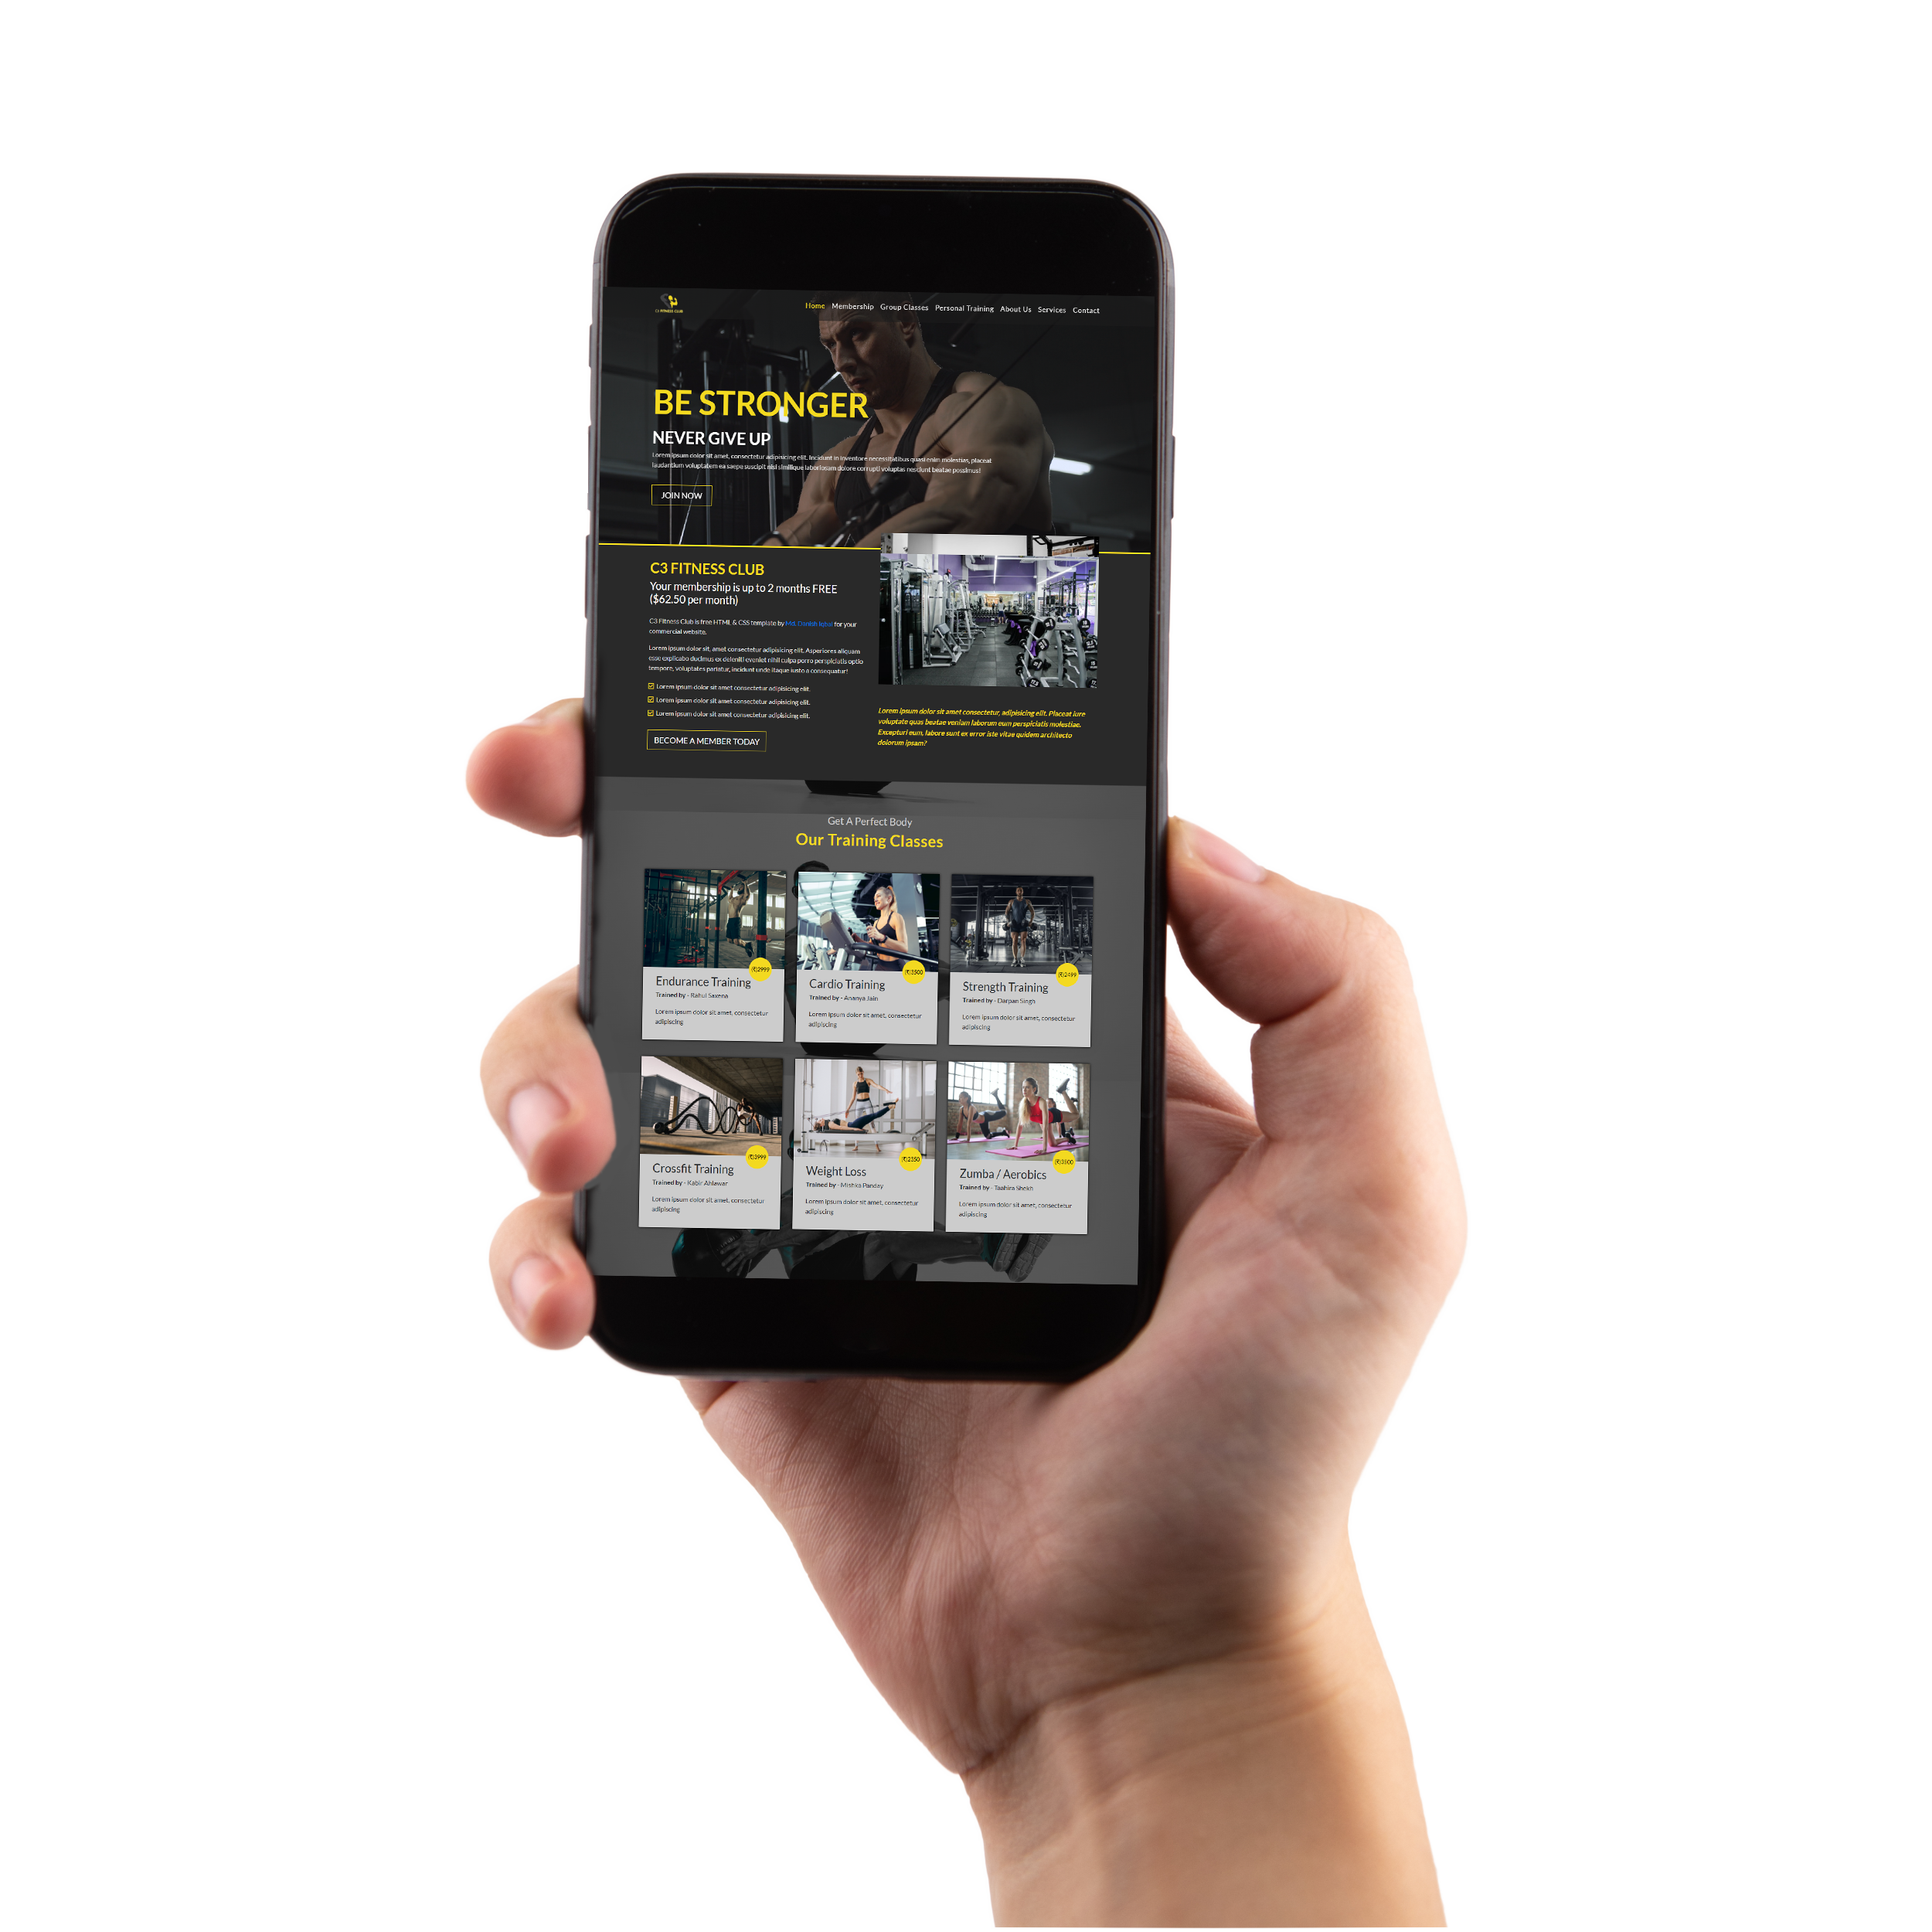 C3 FITNESS CLUB
Home Membership Group Classes Personal Training About Us Services Contact
BE STRONGER
NEVER GIVE UP
Lorem ipsum dolor sit amet, consectetur adipisicing elit. Incidunt in inventore necessitatibus quasi enim molestias, placeat
laudantium voluptatem ea saepe suscipit nisi similique laboriosam dolore corrupti voluptas nesciunt beatae possimus!
JOIN NOW
C3 FITNESS CLUB
Your membership is up to 2 months FREE
($62.50 per month)
C3 Fitness Club is free HTML & CSS template by Md. Danish Iqbal for your
commercial website.
Lorem ipsum dolor sit, amet consectetur adipisicing elit. Asperiores aliquam
esse explicabo ducimus ex deleniti eveniet nihil culpa porro perspiciatis optio
tempore, voluptates pariatur, incidunt unde itaque iusto a consequatur!
Lorem ipsum dolor sit amet consectetur adipisicing elit.
Lorem ipsum dolor sit amet consectetur adipisicing elit.
Lorem ipsum dolor sit amet consectetur adipisicing elit.
BECOME A MEMBER TODAY
Lorem ipsum dolor sit amet consectetur, adipisicing elit. Placeat iure
voluptate quas beatae veniam laborum eum perspiciatis molestiae.
Excepturi eum, labore sunt ex error iste vitae quidem architecto
dolorum ipsam?
Get A Perfect Body
Our Training Classes
(₹)2999
Endurance Training
Trained by - Rahul Saxena
Lorem ipsum dolor sit amet, consectetur
adipiscing
(₹)3500
Cardio Training
Trained by - Ananya Jain
Lorem ipsum dolor sit amet, consectetur
adipiscing
(₹)2499
Strength Training
Trained by - Darpan Singh
Lorem ipsum dolor sit amet, consectetur
adipiscing
(₹)3999
Crossfit Training
Trained by - Kabir Ahlawar
Lorem ipsum dolor sit amet, consectetur
adipiscing
(₹)2350
Weight Loss
Trained by - Mishka Panday
Lorem ipsum dolor sit amet, consectetur
adipiscing
(₹)3300
Zumba / Aerobics
Trained by - Taahira Shekh
Lorem ipsum dolor sit amet, consectetur
adipiscing